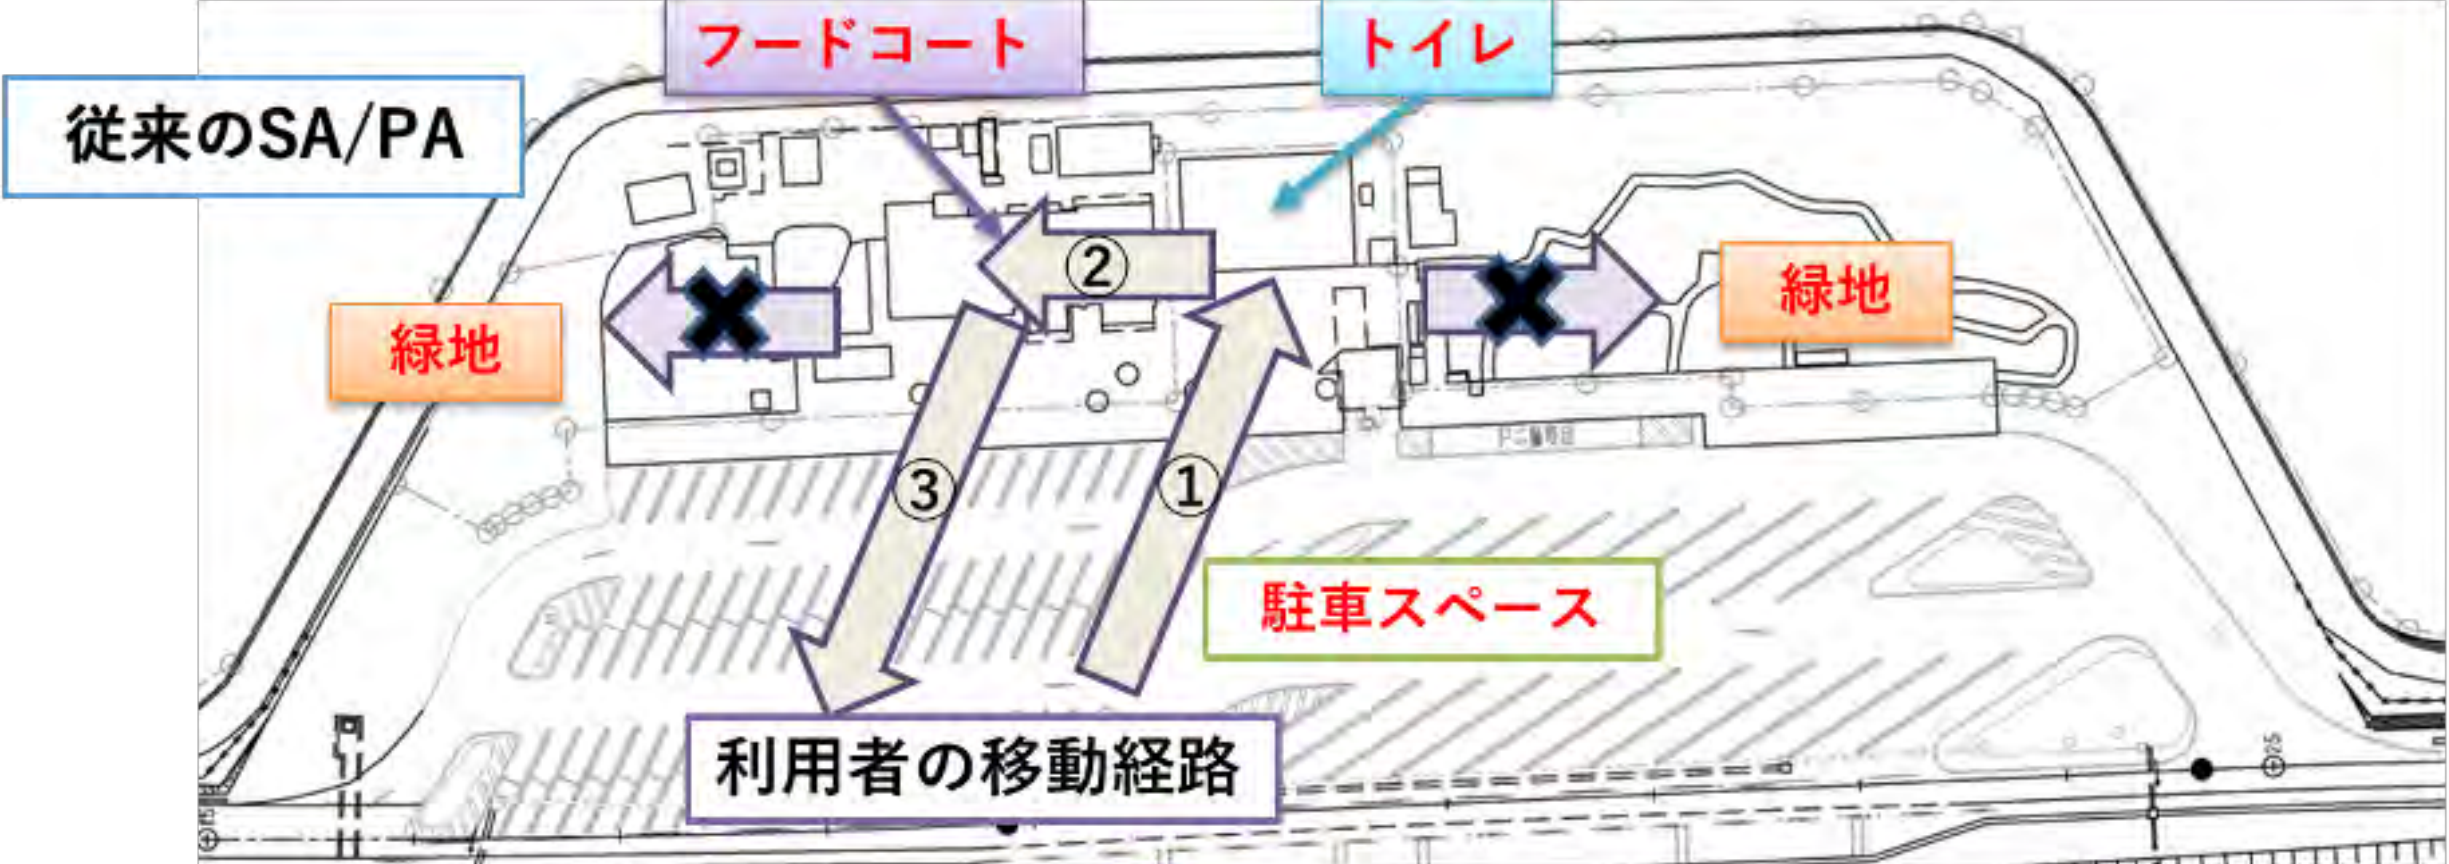 フードコート
トイレ
従来のSA/PA
②
緑地
緑地
③
①
駐車スペース
利用者の移動経路